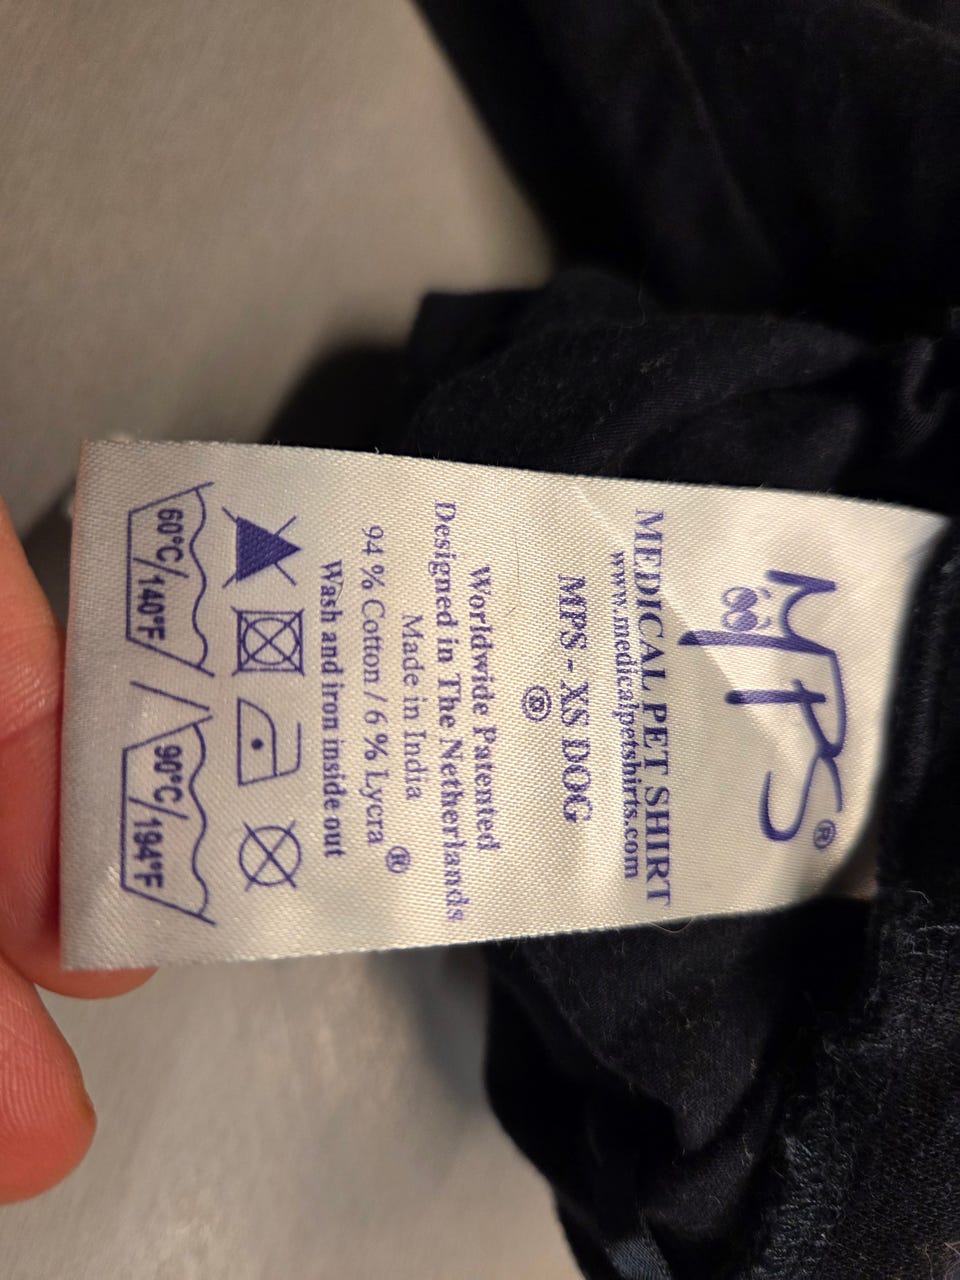 MPS®
MEDICAL PET SHIRT
www.medicalpetshirts.com
MPS - XS DOG
®
Worldwide Patented
Designed in The Netherlands
Made in India
94 % Cotton / 6 % Lycra®
Wash and iron inside out
60°C/140°F / 90°C/194°F